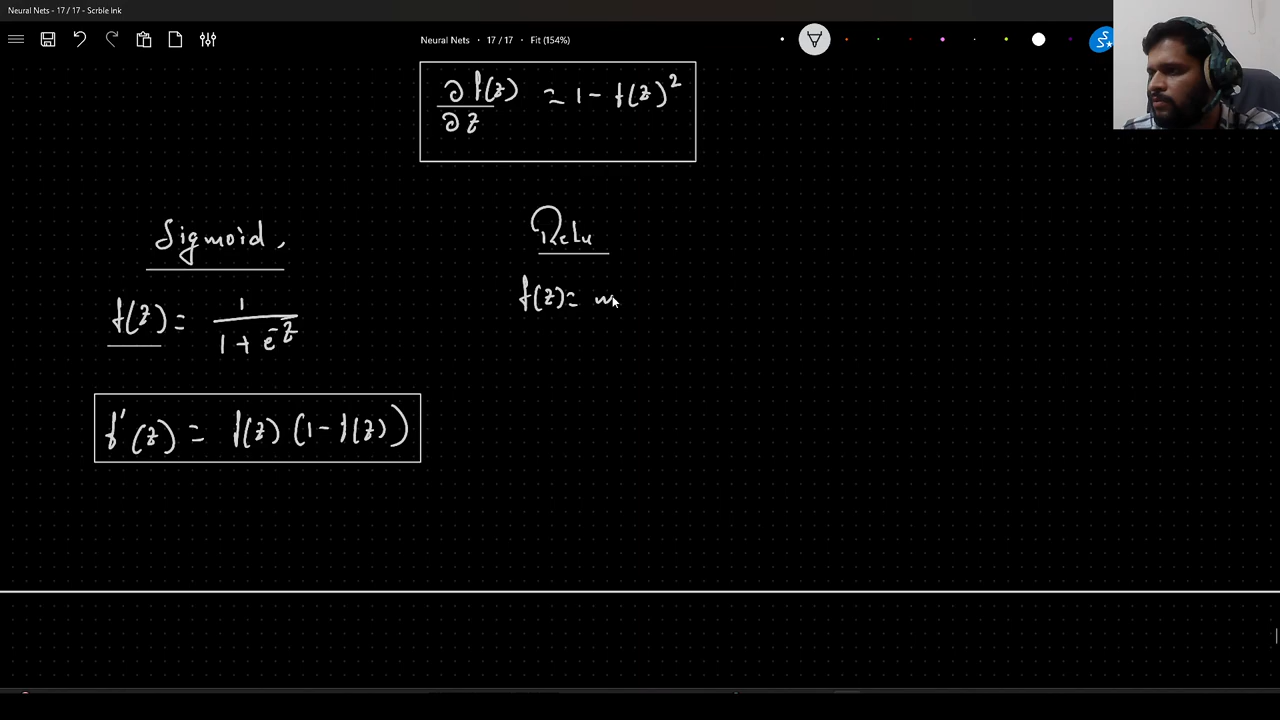 Neural Nets - 17 / 17 - Scrble Ink
Neural Nets • 17 / 17 • Fit (154%)
∂f(z)/∂z = 1 - f(z)²
Sigmoid,
f(z) = 1/(1 + e^-z)
f'(z) = f(z) (1 - f(z))
Relu
f(z) = m